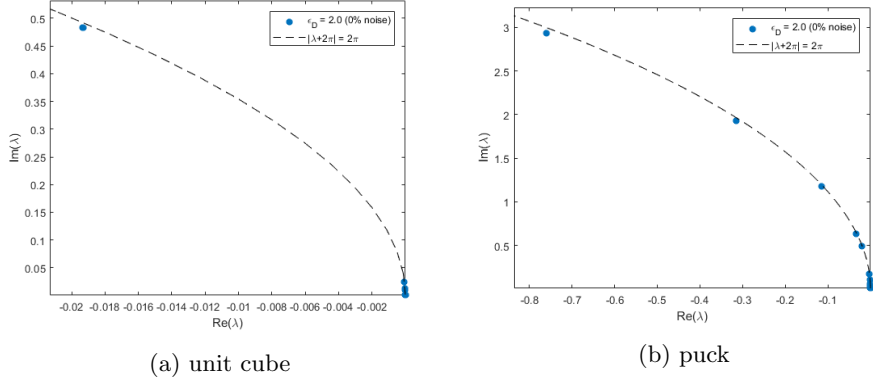 0.5
0.45
0.4
0.35
0.3
0.25
0.2
0.15
0.1
0.05
Im(λ)
-0.02 -0.018 -0.016 -0.014 -0.012 -0.01 -0.008 -0.006 -0.004 -0.002
Re(λ)
ϵ_D = 2.0 (0% noise)
|λ+2π| = 2π
(a) unit cube
3
2.5
2
1.5
1
0.5
Im(λ)
-0.8 -0.7 -0.6 -0.5 -0.4 -0.3 -0.2 -0.1
Re(λ)
ϵ_D = 2.0 (0% noise)
|λ+2π| = 2π
(b) puck